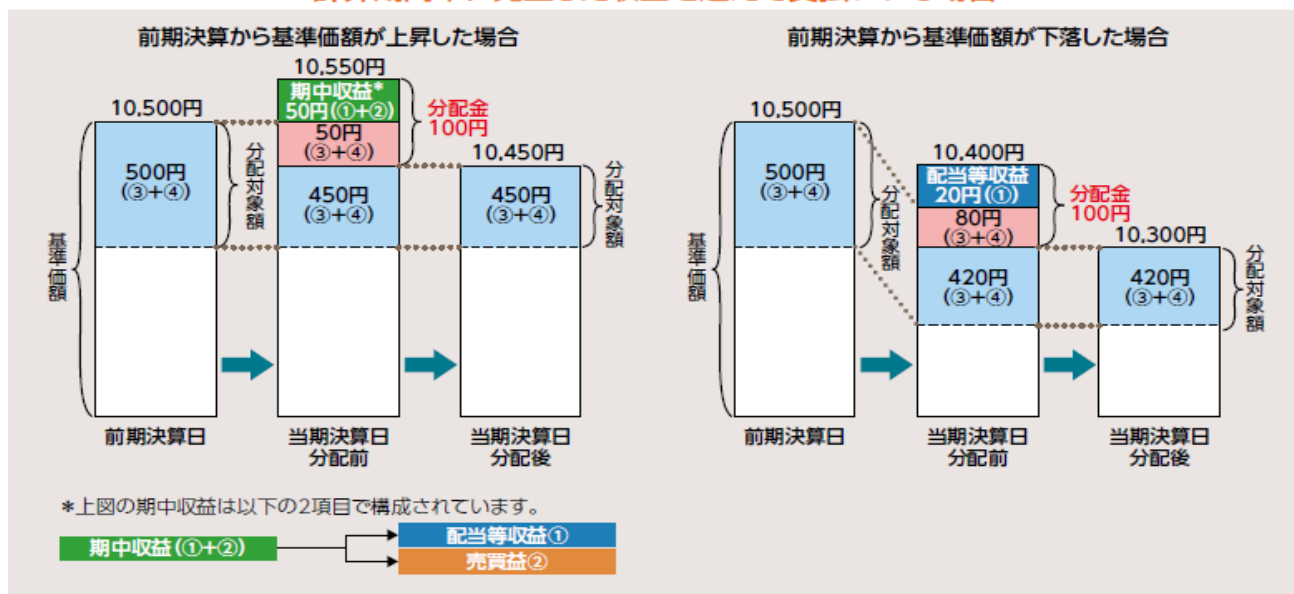 前期決算から基準価額が上昇した場合
10,550円
10,500円
期中収益*
50円(①+②)
分配金
100円
50円
(③+④)
10,450円
500円
(③+④)
分配対象額
450円
(③+④)
450円
(③+④)
分配対象額
基準価額
前期決算日
当期決算日
分配前
当期決算日
分配後
前期決算から基準価額が下落した場合
10,500円
10,400円
500円
(③+④)
分配対象額
配当等収益
20円(①)
分配金
100円
80円
(③+④)
10,300円
420円
(③+④)
420円
(③+④)
分配対象額
基準価額
前期決算日
当期決算日
分配前
当期決算日
分配後
*上図の期中収益は以下の2項目で構成されています。
期中収益(①+②)
配当等収益①
売買益②